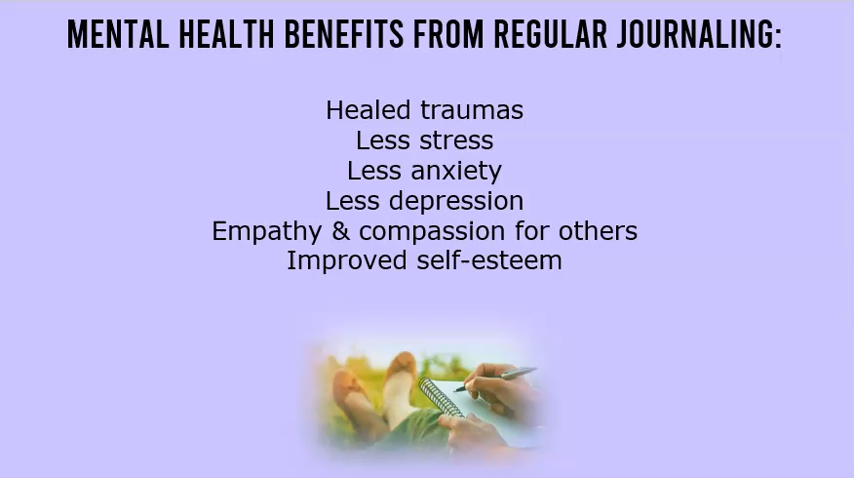 MENTAL HEALTH BENEFITS FROM REGULAR JOURNALING:
Healed traumas
Less stress
Less anxiety
Less depression
Empathy & compassion for others
Improved self-esteem